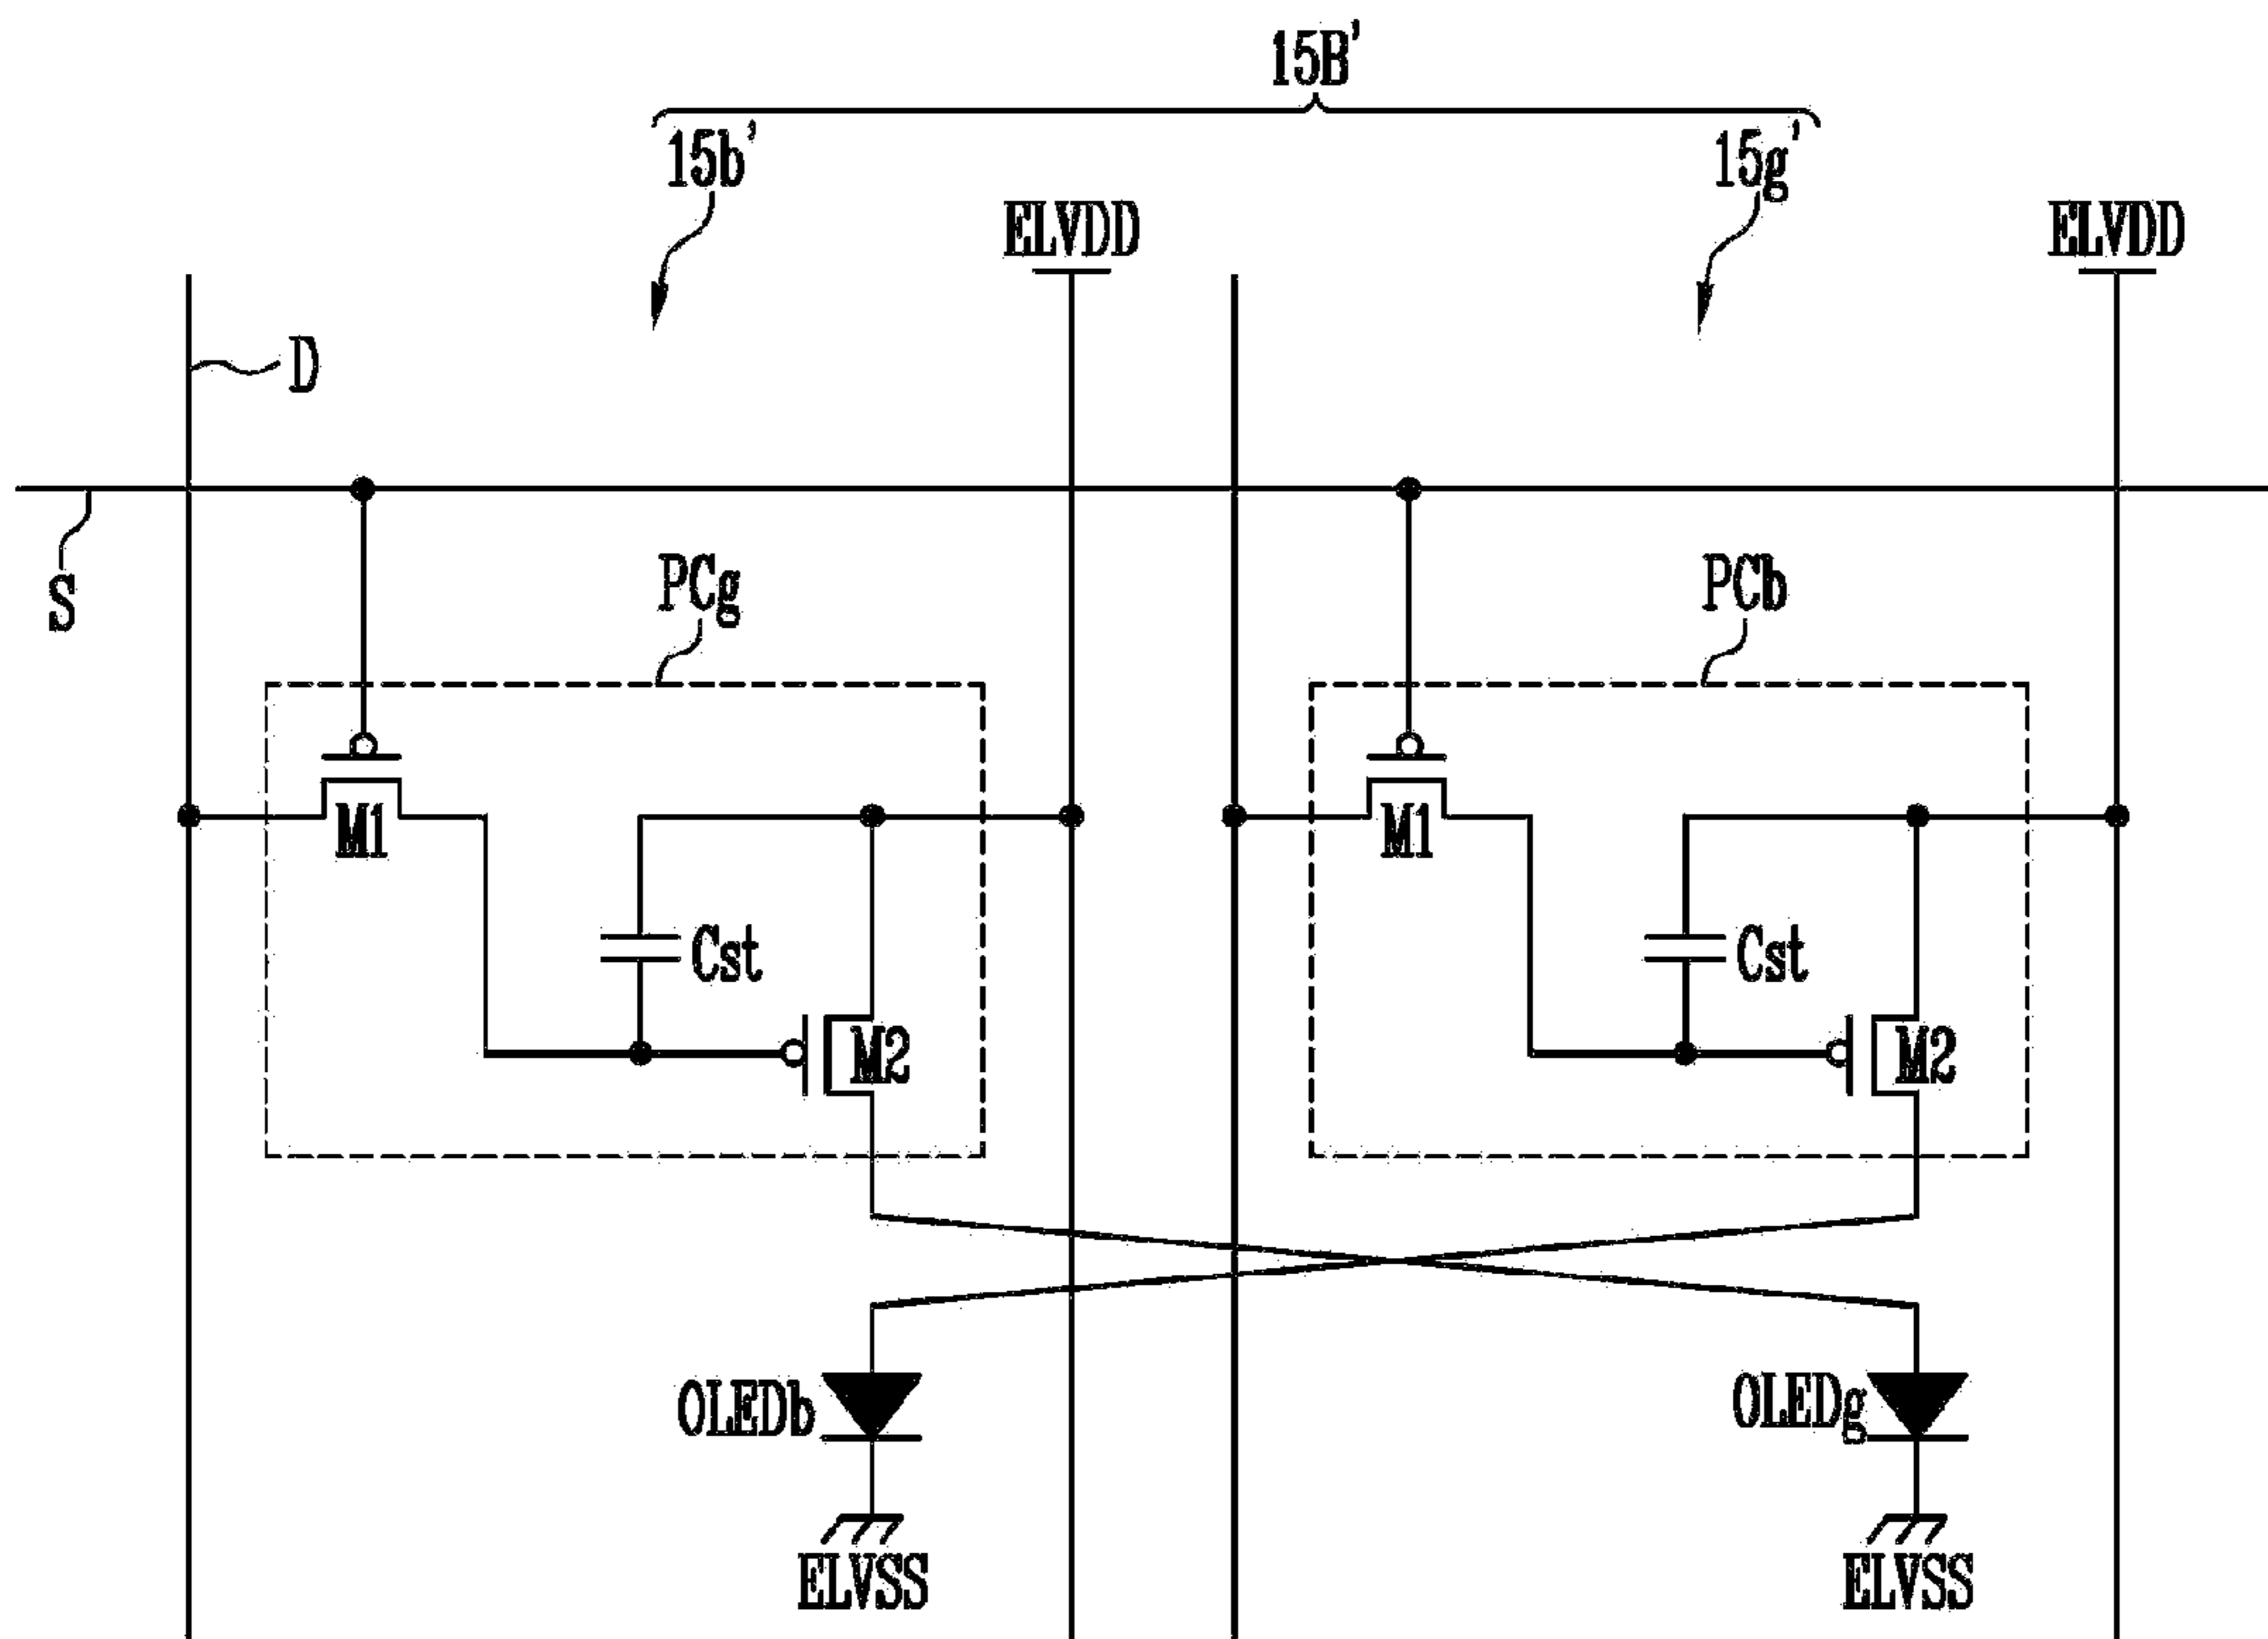 15B'
15b'
15g'
ELVDD
ELVDD
D
S
PCg
PCb
M1
M1
Cst
Cst
M2
M2
OLEDb
OLEDg
ELVSS
ELVSS